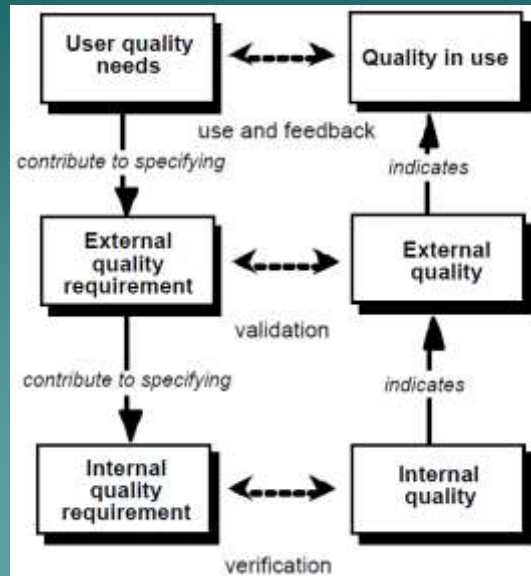 User quality
needs
Quality in use
use and feedback
contribute to specifying
indicates
External
quality
requirement
External
quality
validation
contribute to specifying
indicates
Internal
quality
requirement
Internal
quality
verification